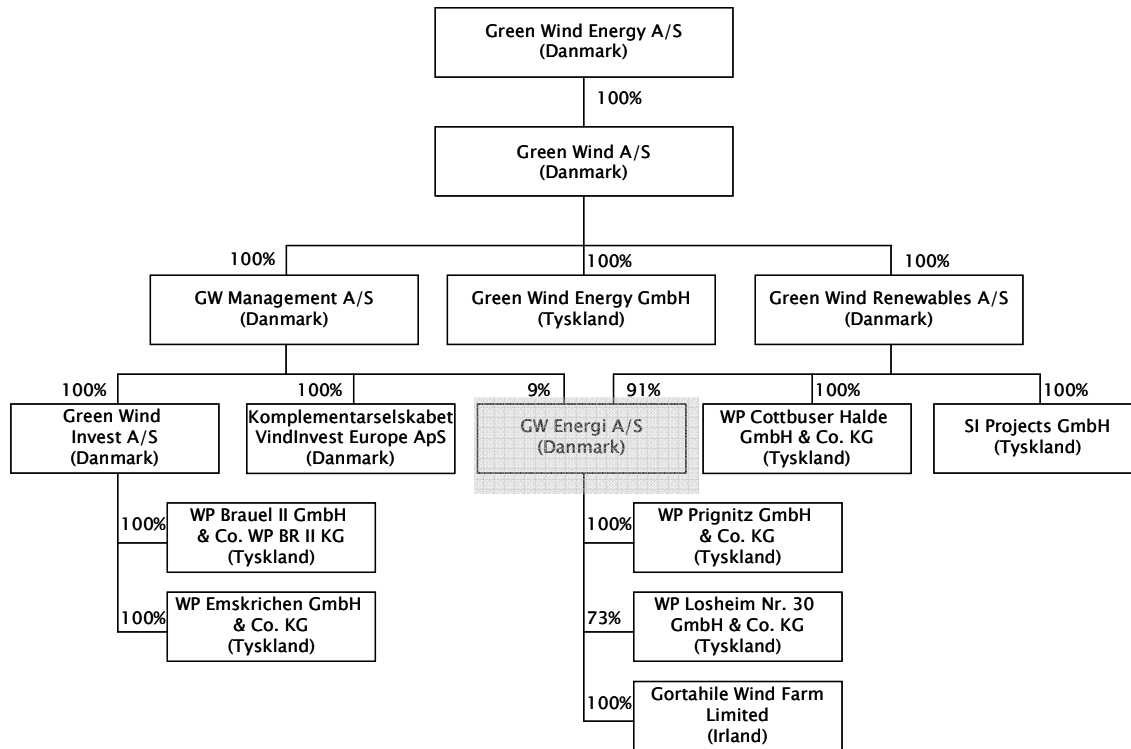 Green Wind Energy A/S
(Danmark)
100%
Green Wind A/S
(Danmark)
100%
100%
100%
GW Management A/S
(Danmark)
Green Wind Energy GmbH
(Tyskland)
Green Wind Renewables A/S
(Danmark)
100%
100%
9%
91%
100%
100%
Green Wind
Invest A/S
(Danmark)
Komplementarselskabet
VindInvest Europe ApS
(Danmark)
GW Energi A/S
(Danmark)
WP Cottbuser Halde
GmbH & Co. KG
(Tyskland)
SI Projects GmbH
(Tyskland)
100%
WP Brauel II GmbH
& Co. WP BR II KG
(Tyskland)
100%
WP Prignitz GmbH
& Co. KG
(Tyskland)
100%
WP Emskrichen GmbH
& Co. KG
(Tyskland)
73%
WP Losheim Nr. 30
GmbH & Co. KG
(Tyskland)
100%
Gortahile Wind Farm
Limited
(Irland)